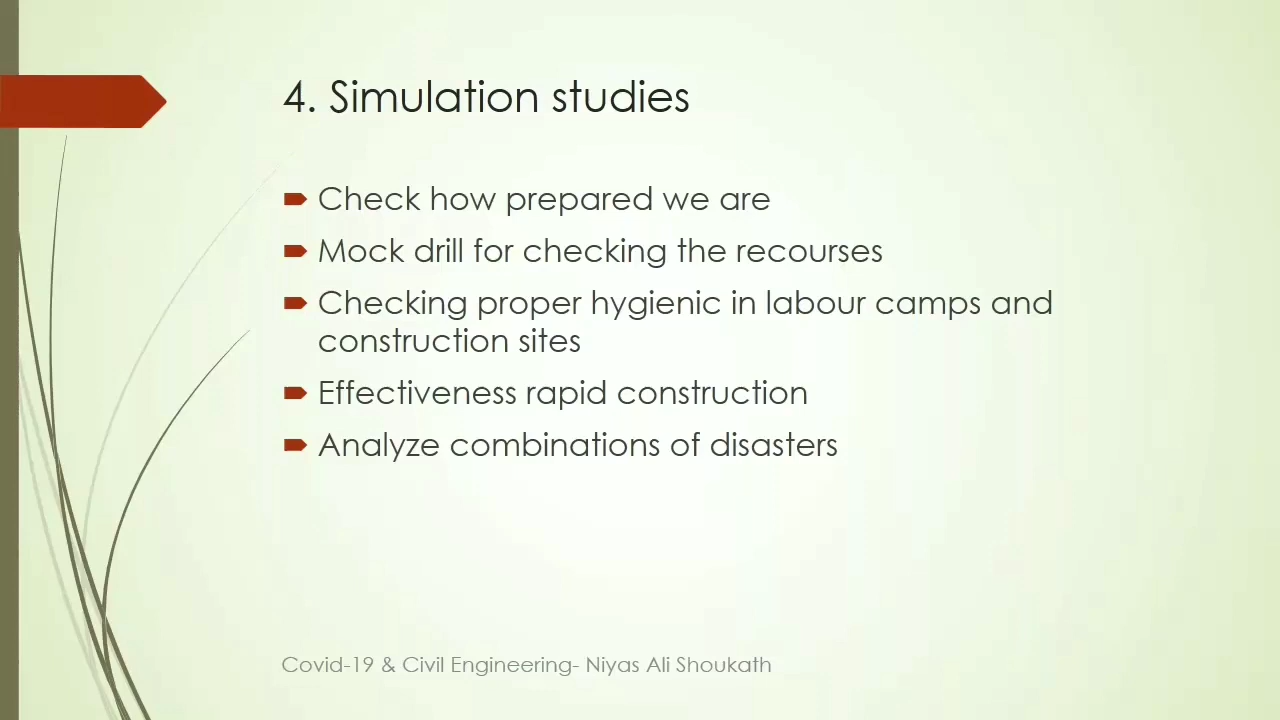 4. Simulation studies
Check how prepared we are
Mock drill for checking the recourses
Checking proper hygienic in labour camps and
construction sites
Effectiveness rapid construction
Analyze combinations of disasters
Covid-19 & Civil Engineering- Niyas Ali Shoukath